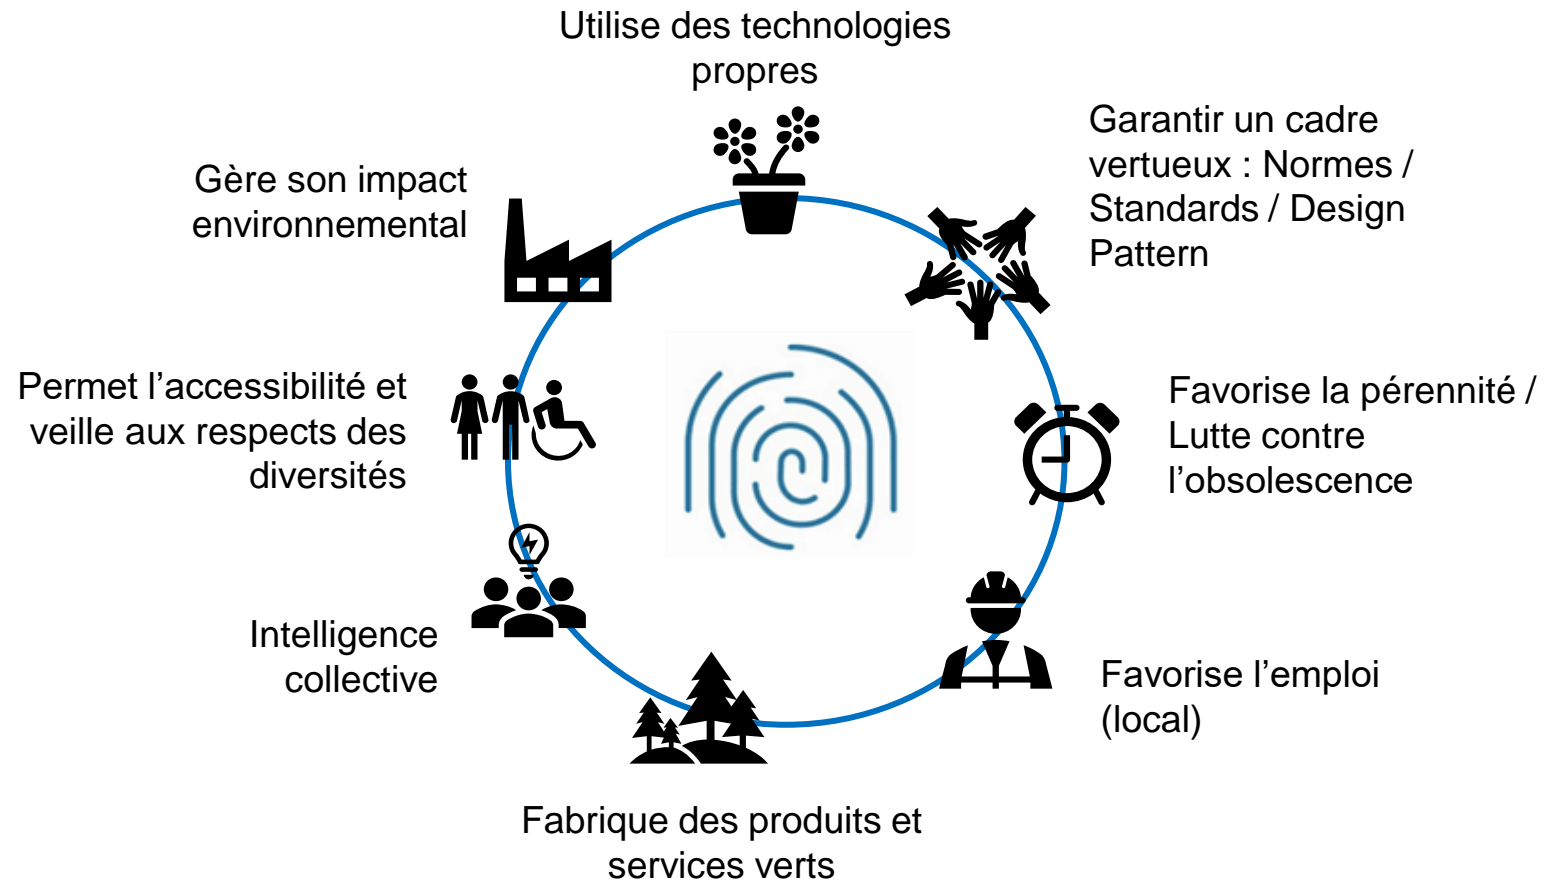 Utilise des technologies
propres
Garantir un cadre
vertueux : Normes /
Standards / Design
Pattern
Favorise la pérennité /
Lutte contre
l’obsolescence
Favorise l’emploi
(local)
Fabrique des produits et
services verts
Intelligence
collective
Permet l’accessibilité et
veille aux respects des
diversités
Gère son impact
environnemental